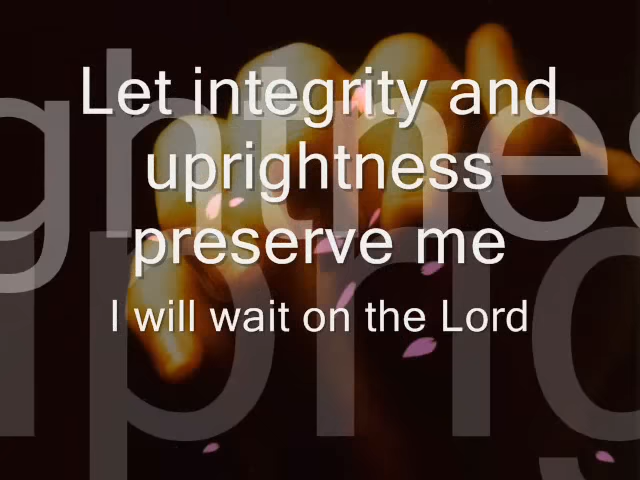 Let integrity and
uprightness
preserve me
I will wait on the Lord